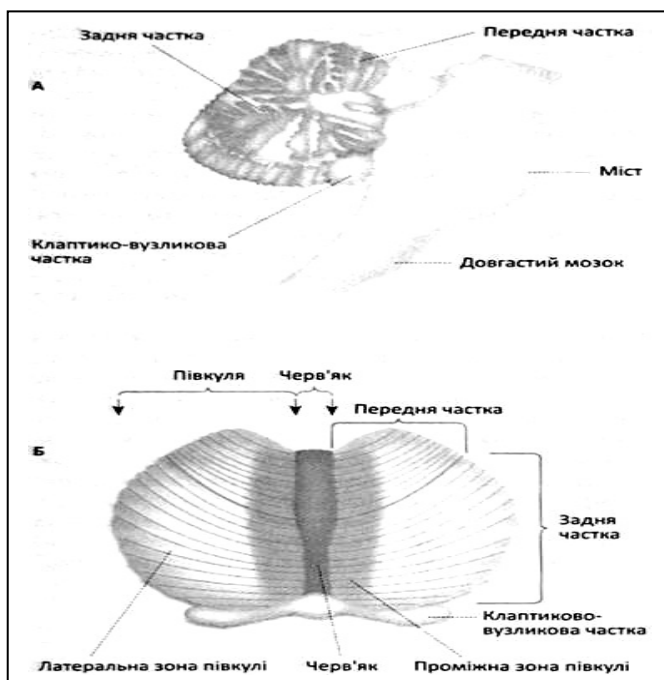 Задня частка
Передня частка
А
Міст
Клаптико-вузликова
частка
Довгастий мозок
Півкуля
Черв'як
Передня частка
Б
Задня
частка
Клаптиково-
вузликова частка
Латеральна зона півкулі
Черв'як
Проміжна зона півкулі